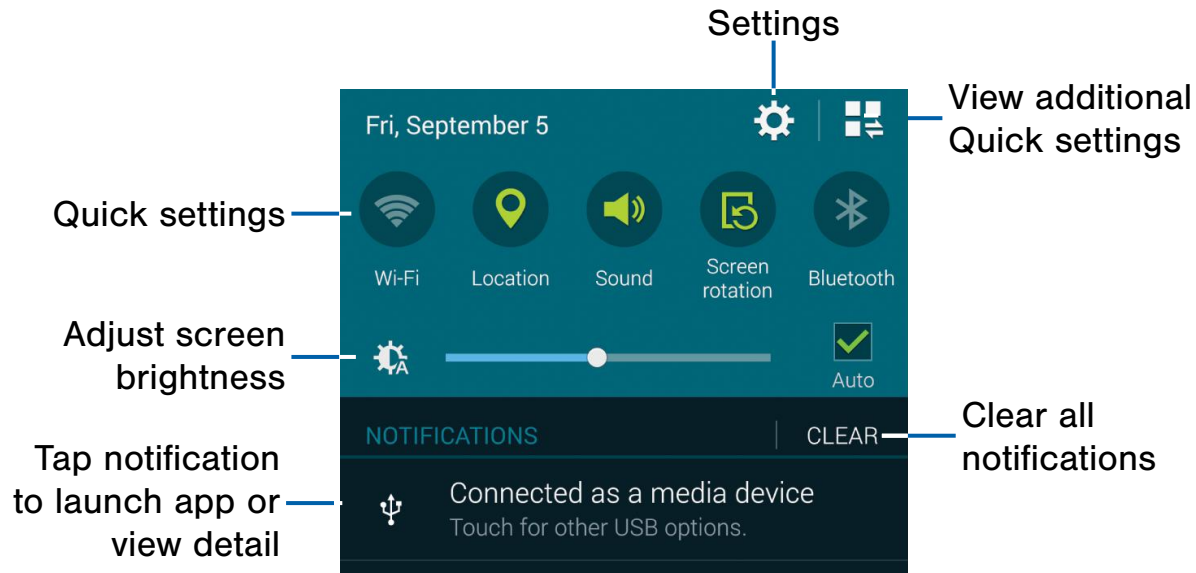 Settings
View additional
Quick settings
Fri, September 5
Quick settings
Wi-Fi
Location
Sound
Screen
rotation
Bluetooth
Adjust screen
brightness
A
Auto
NOTIFICATIONS
CLEAR
Clear all
notifications
Tap notification
to launch app or
view detail
Connected as a media device
Touch for other USB options.